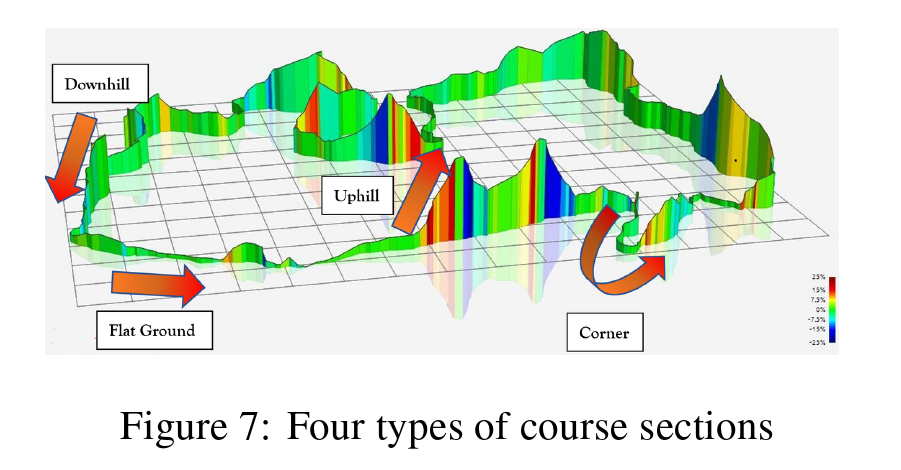 Downhill
Uphill
Flat Ground
Corner
25%
15%
7.5%
0%
-7.5%
-15%
-25%
Figure 7: Four types of course sections